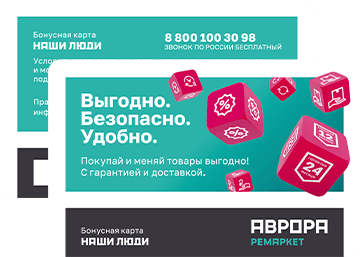 Бонусная карта
НАШИ ЛЮДИ
8 800 100 30 98
ЗВОНОК ПО РОССИИ БЕСПЛАТНЫЙ
Выгодно.
Безопасно.
Удобно.
Покупай и меняй товары выгодно!
С гарантией и доставкой.
24
Бонусная карта
НАШИ ЛЮДИ
АВРОРА
РЕМАРКЕТ